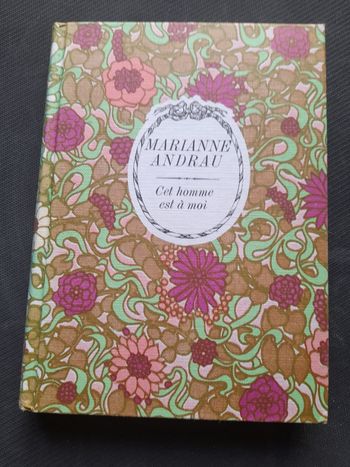 MARIANNE
ANDRAU
Cet homme
est à moi